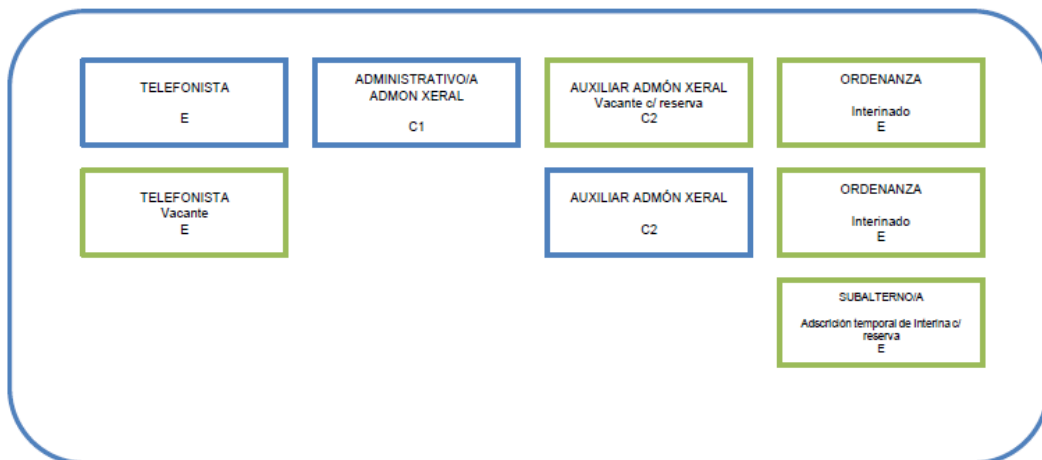 TELEFONISTA
E
ADMINISTRATIVO/A
ADMON XERAL
C1
AUXILIAR ADMÓN XERAL
Vacante c/ reserva
C2
ORDENANZA
Interinado
E
TELEFONISTA
Vacante
E
AUXILIAR ADMÓN XERAL
C2
ORDENANZA
Interinado
E
SUBALTERNO/A
Adscrición temporal de Interina c/
reserva
E